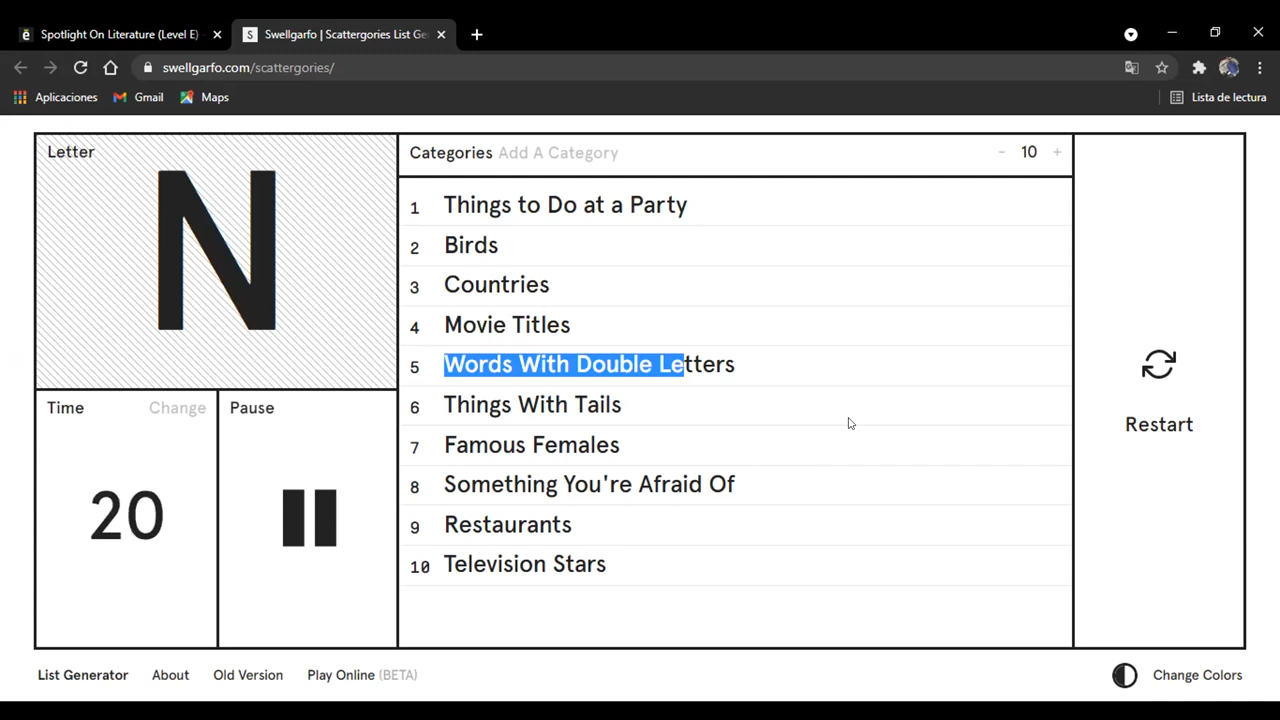 Spotlight On Literature (Level E)
Swellgarfo | Scattergories List Ge
swellgarfo.com/scattergories/
Aplicaciones Gmail Maps Lista de lectura
Letter
N
Time Change
20
Pause
Categories Add A Category - 10 +
1 Things to Do at a Party
2 Birds
3 Countries
4 Movie Titles
5 Words With Double Letters
6 Things With Tails
7 Famous Females
8 Something You're Afraid Of
9 Restaurants
10 Television Stars
Restart
List Generator About Old Version Play Online (BETA) Change Colors